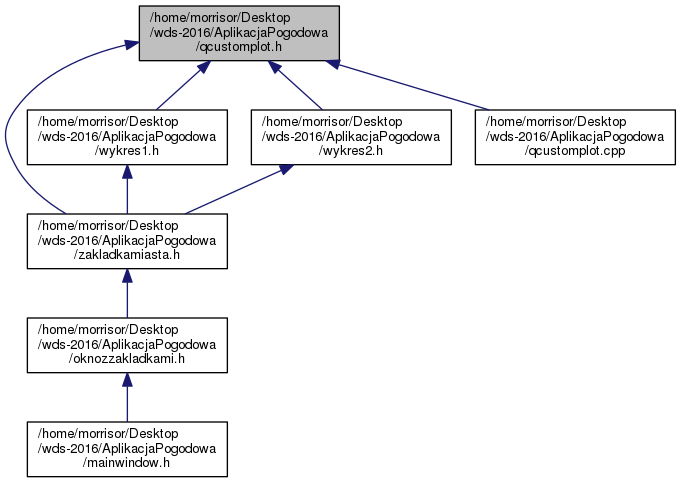 /home/morrisor/Desktop
/wds-2016/AplikacjaPogodowa
/qcustomplot.h
/home/morrisor/Desktop
/wds-2016/AplikacjaPogodowa
/wykres1.h
/home/morrisor/Desktop
/wds-2016/AplikacjaPogodowa
/wykres2.h
/home/morrisor/Desktop
/wds-2016/AplikacjaPogodowa
/qcustomplot.cpp
/home/morrisor/Desktop
/wds-2016/AplikacjaPogodowa
/zakladkamiasta.h
/home/morrisor/Desktop
/wds-2016/AplikacjaPogodowa
/oknozzakladkami.h
/home/morrisor/Desktop
/wds-2016/AplikacjaPogodowa
/mainwindow.h